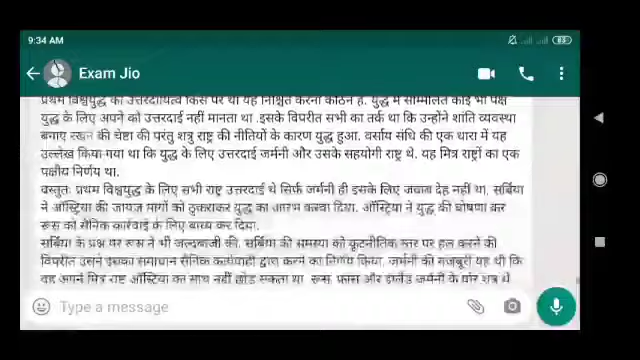 9:34 AM
83
Exam Jio
प्रथम विश्वयुद्ध का उत्तरदायित्व किस पर था यह निश्चित करना कठिन है. युद्ध में सम्मिलित कोई भी पक्ष
युद्ध के लिए अपने को उत्तरदाई नहीं मानता था .इसके विपरीत सभी का तर्क था कि उन्होंने शांति व्यवस्था
बनाए रखने की चेष्टा की परंतु शत्रु राष्ट्र की नीतियों के कारण युद्ध हुआ. वर्साय संधि की एक धारा में यह
उल्लेख किया गया था कि युद्ध के लिए उत्तरदाई जर्मनी और उसके सहयोगी राष्ट्र थे. यह मित्र राष्ट्रों का एक
पक्षीय निर्णय था.
वस्तुतः प्रथम विश्वयुद्ध के लिए सभी राष्ट्र उत्तरदाई थे सिर्फ जर्मनी ही इसके लिए जवाब देह नहीं था. सर्बिया
ने ऑस्ट्रिया की जायज मांगों को ठुकराकर युद्ध का आरंभ करवा दिया. ऑस्ट्रिया ने युद्ध की घोषणा कर
रूस को सैनिक कार्रवाई के लिए बाध्य कर दिया.
सर्बिया के प्रश्न पर रूस ने भी जल्दबाजी की. सर्बिया की समस्या को कूटनीतिक स्तर पर हल करने की
विपरीत उसने इसका समाधान सैनिक कार्यवाही द्वारा करने का निर्णय किया. जर्मनी की मजबूरी यह थी कि
वह अपने मित्र राष्ट्र ऑस्ट्रिया का साथ नहीं छोड़ सकता था. रूस, फ्रांस और इंग्लैंड जर्मनी के घोर शत्रु थे
Type a message